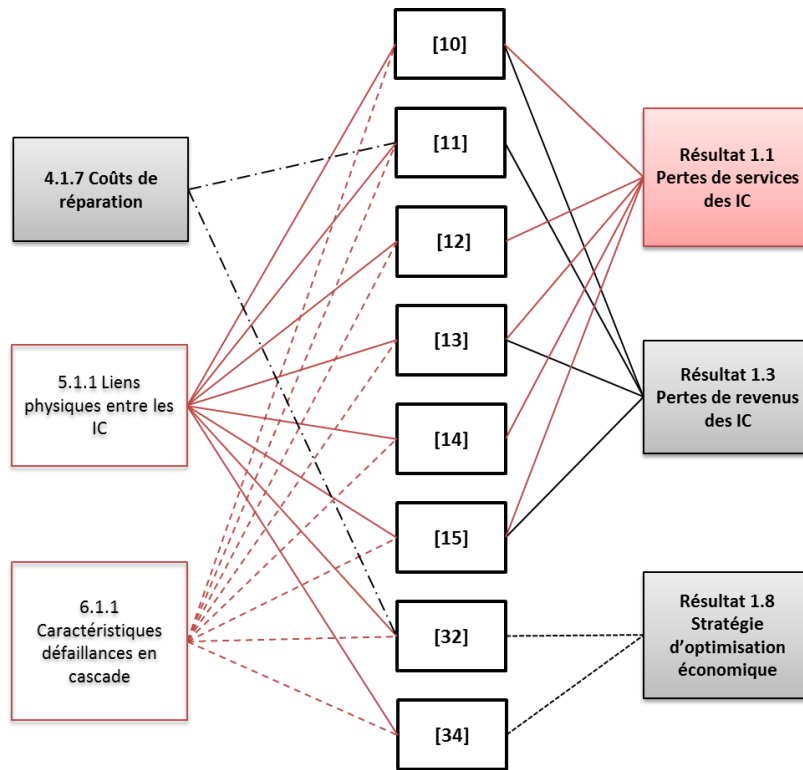 4.1.7 Coûts de
réparation
5.1.1 Liens
physiques entre les
IC
6.1.1
Caractéristiques
défaillances en
cascade
[10]
[11]
[12]
[13]
[14]
[15]
[32]
[34]
Résultat 1.1
Pertes de services
des IC
Résultat 1.3
Pertes de revenus
des IC
Résultat 1.8
Stratégie
d’optimisation
économique